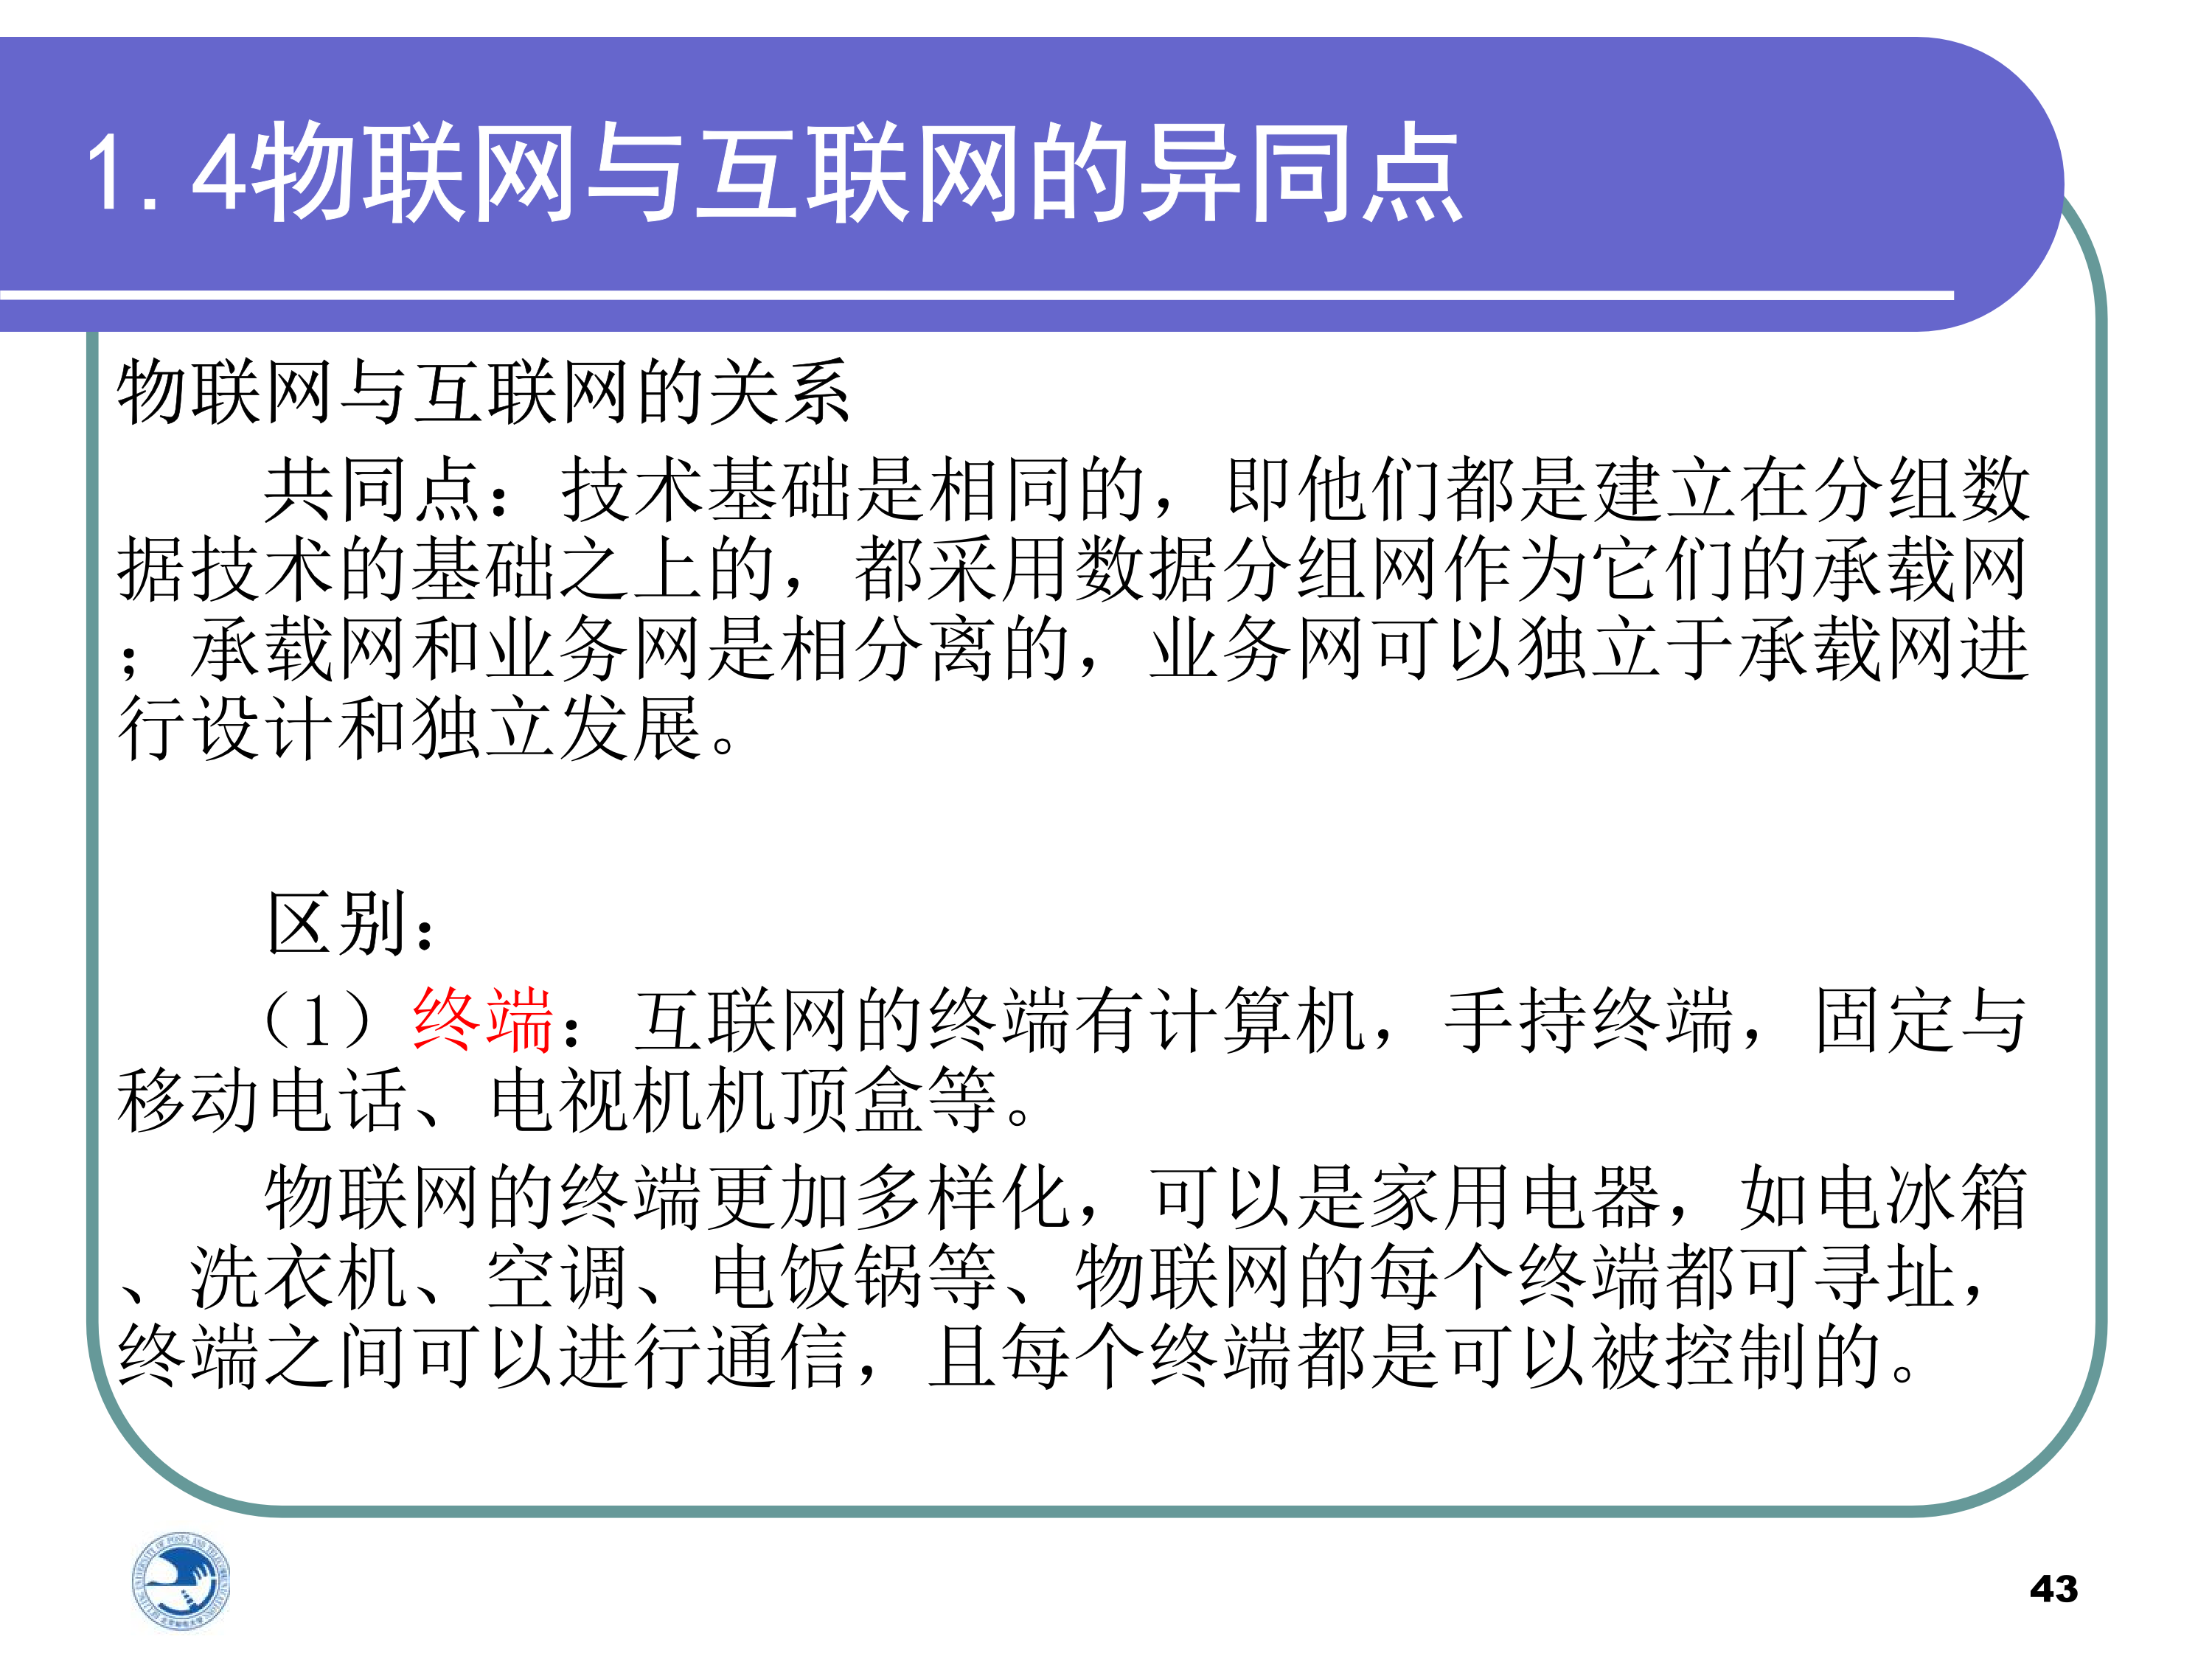 1.4物联网与互联网的异同点
物联网与互联网的关系
共同点：技术基础是相同的，即他们都是建立在分组数
据技术的基础之上的，都采用数据分组网作为它们的承载网
；承载网和业务网是相分离的，业务网可以独立于承载网进
行设计和独立发展。
区别：
（1）终端：互联网的终端有计算机，手持终端，固定与
移动电话、电视机机顶盒等。
物联网的终端更加多样化，可以是家用电器，如电冰箱
、洗衣机、空调、电饭锅等、物联网的每个终端都可寻址，
终端之间可以进行通信，且每个终端都是可以被控制的。
43